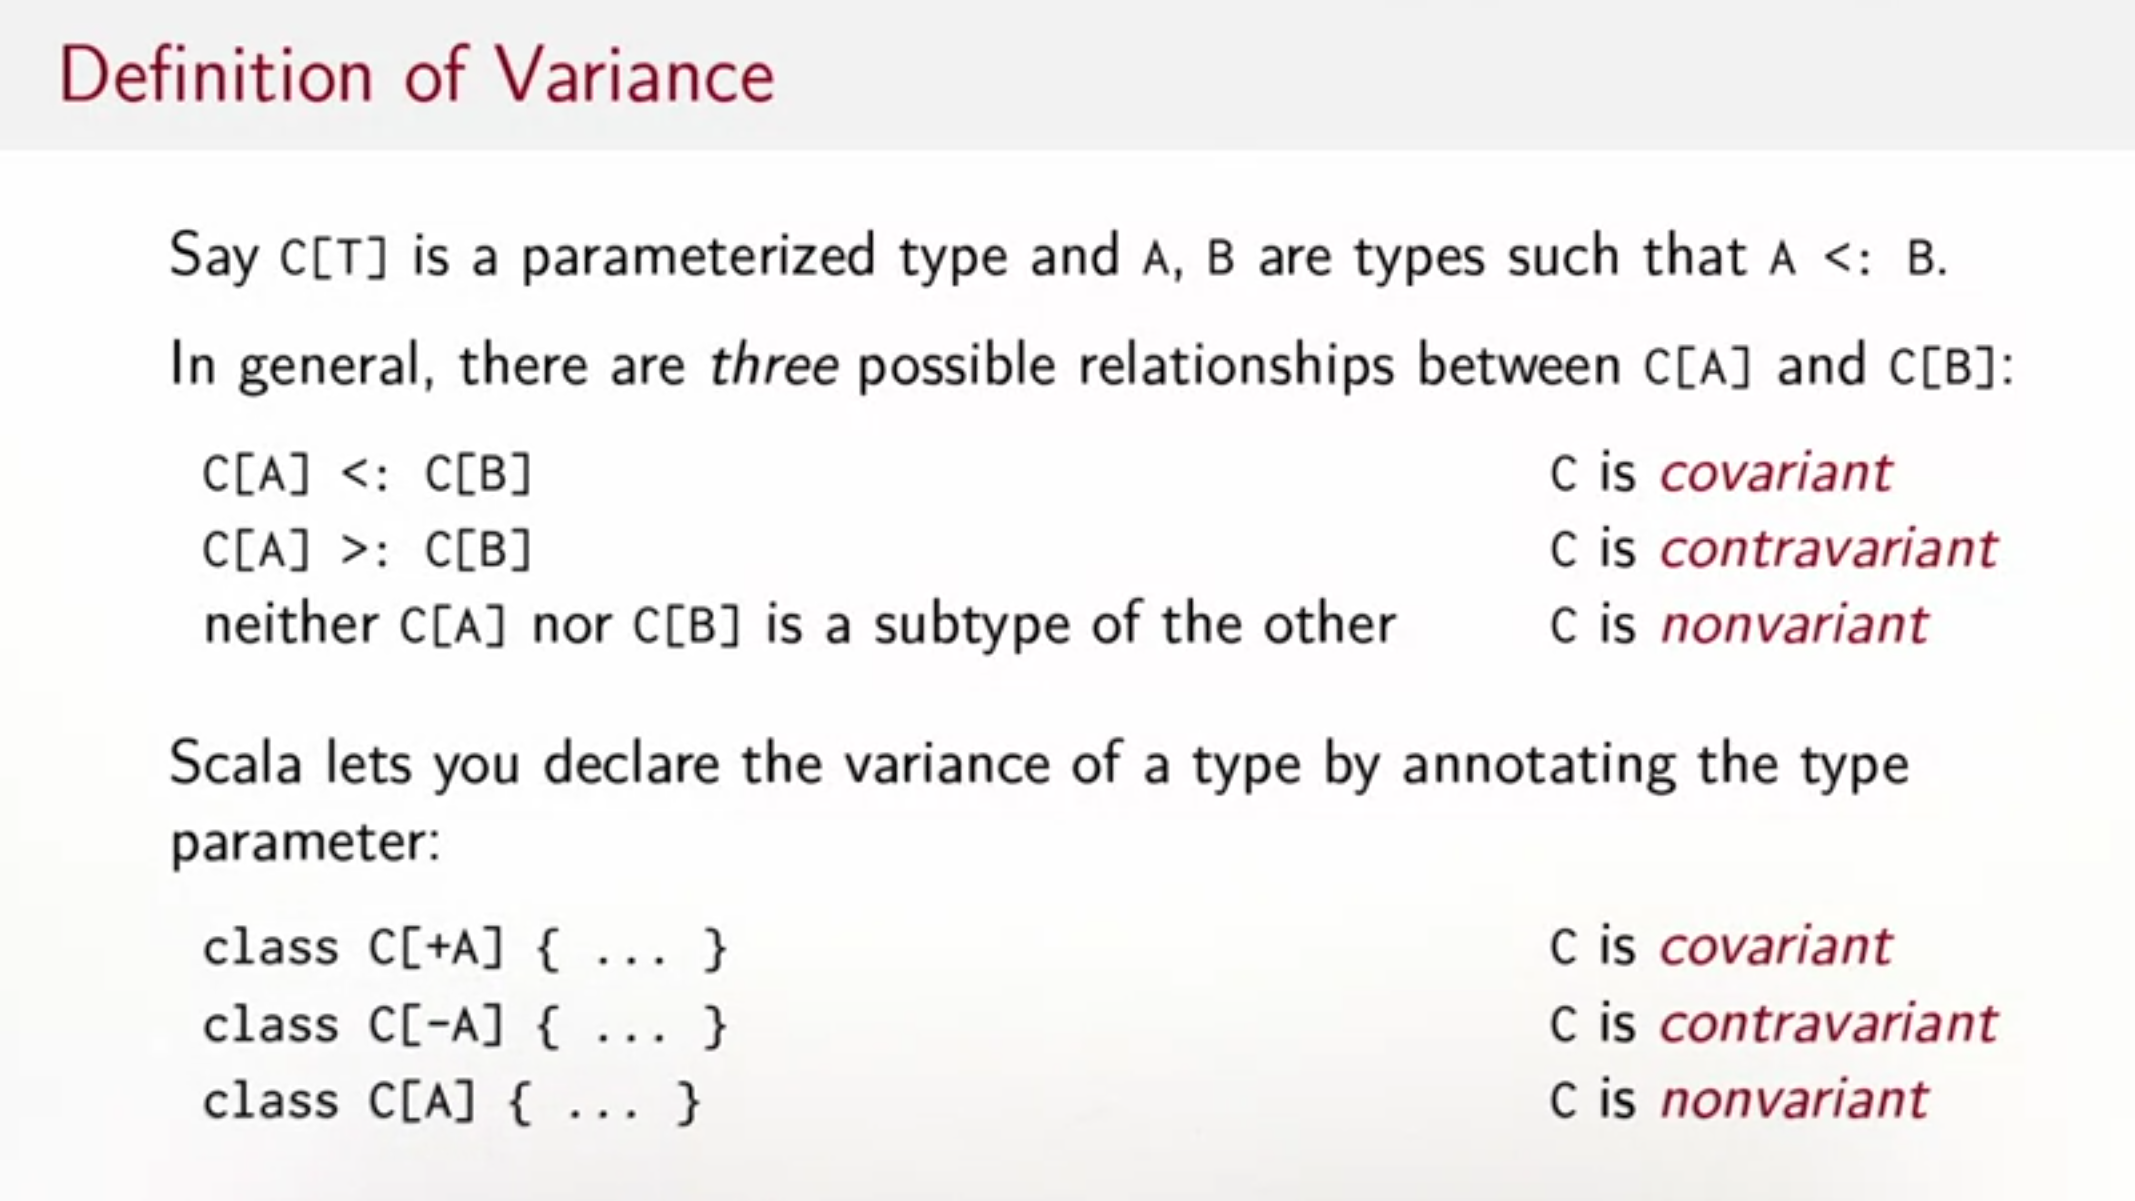 Definition of Variance
Say C[T] is a parameterized type and A, B are types such that A <: B.
In general, there are three possible relationships between C[A] and C[B]:
C[A] <: C[B] C is covariant
C[A] >: C[B] C is contravariant
neither C[A] nor C[B] is a subtype of the other C is nonvariant
Scala lets you declare the variance of a type by annotating the type
parameter:
class C[+A] { ... } C is covariant
class C[-A] { ... } C is contravariant
class C[A] { ... } C is nonvariant